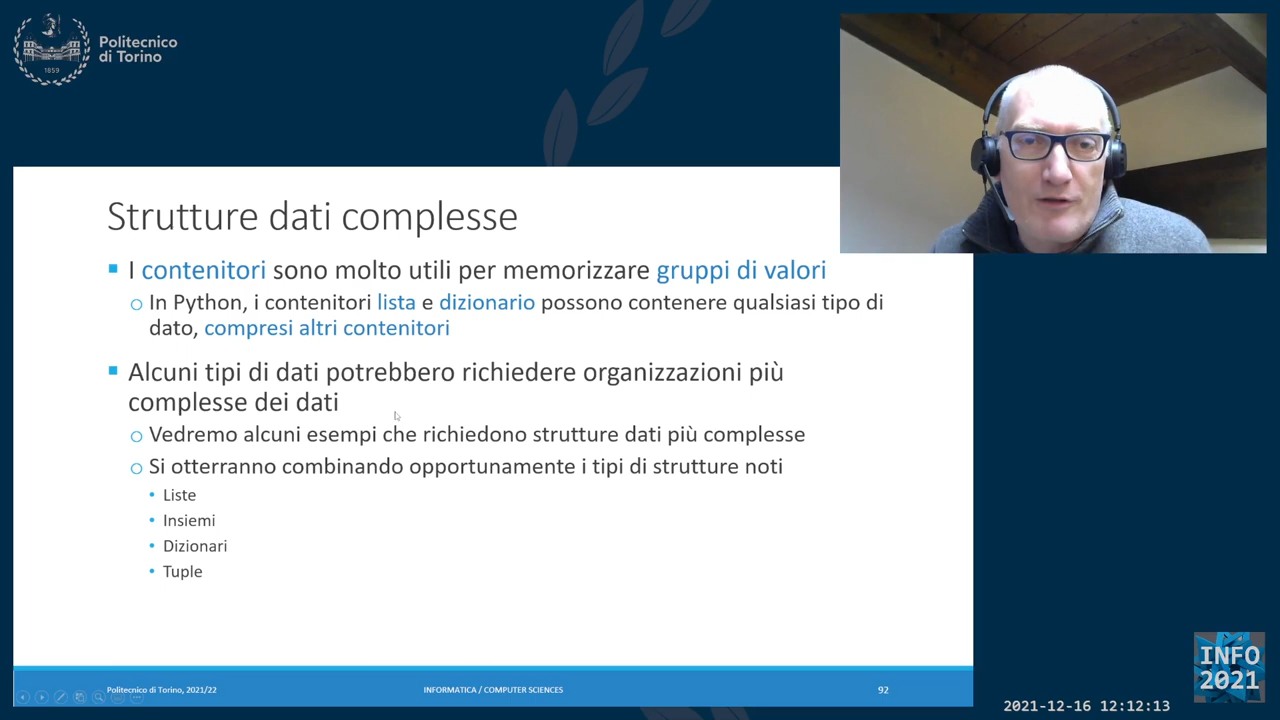 Politecnico
di Torino
1859
Strutture dati complesse
I contenitori sono molto utili per memorizzare gruppi di valori
In Python, i contenitori lista e dizionario possono contenere qualsiasi tipo di
dato, compresi altri contenitori
Alcuni tipi di dati potrebbero richiedere organizzazioni più
complesse dei dati
Vedremo alcuni esempi che richiedono strutture dati più complesse
Si otterranno combinando opportunamente i tipi di strutture noti
Liste
Insiemi
Dizionari
Tuple
Politecnico di Torino, 2021/22
INFORMATICA / COMPUTER SCIENCES
92
INFO
2021
2021-12-16 12:12:13